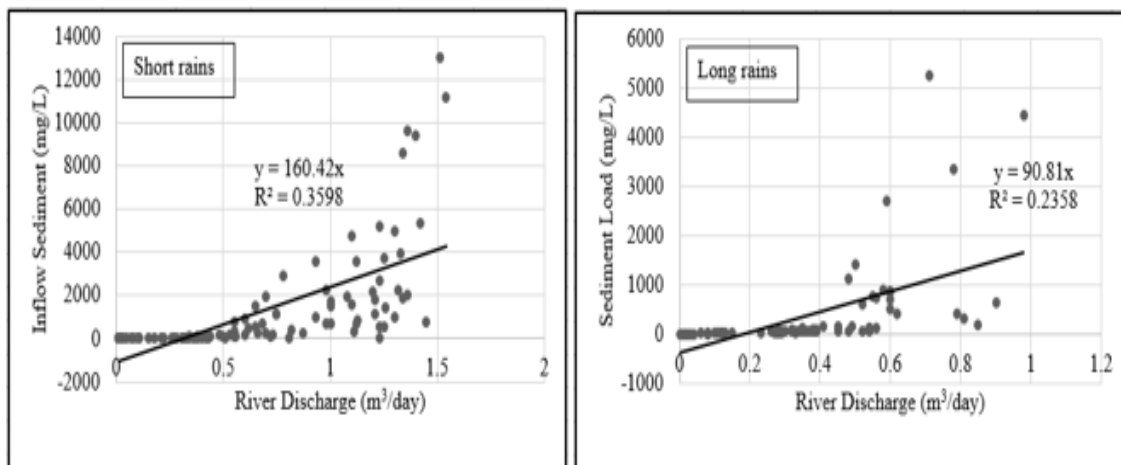 Short rains
Inflow Sediment (mg/L)
14000
12000
10000
8000
6000
4000
2000
0
-2000
y = 160.42x
R² = 0.3598
0 0.5 1 1.5 2
River Discharge (m³/day)
Long rains
Sediment Load (mg/L)
6000
5000
4000
3000
2000
1000
0
-1000
y = 90.81x
R² = 0.2358
0 0.2 0.4 0.6 0.8 1 1.2
River Discharge (m³/day)